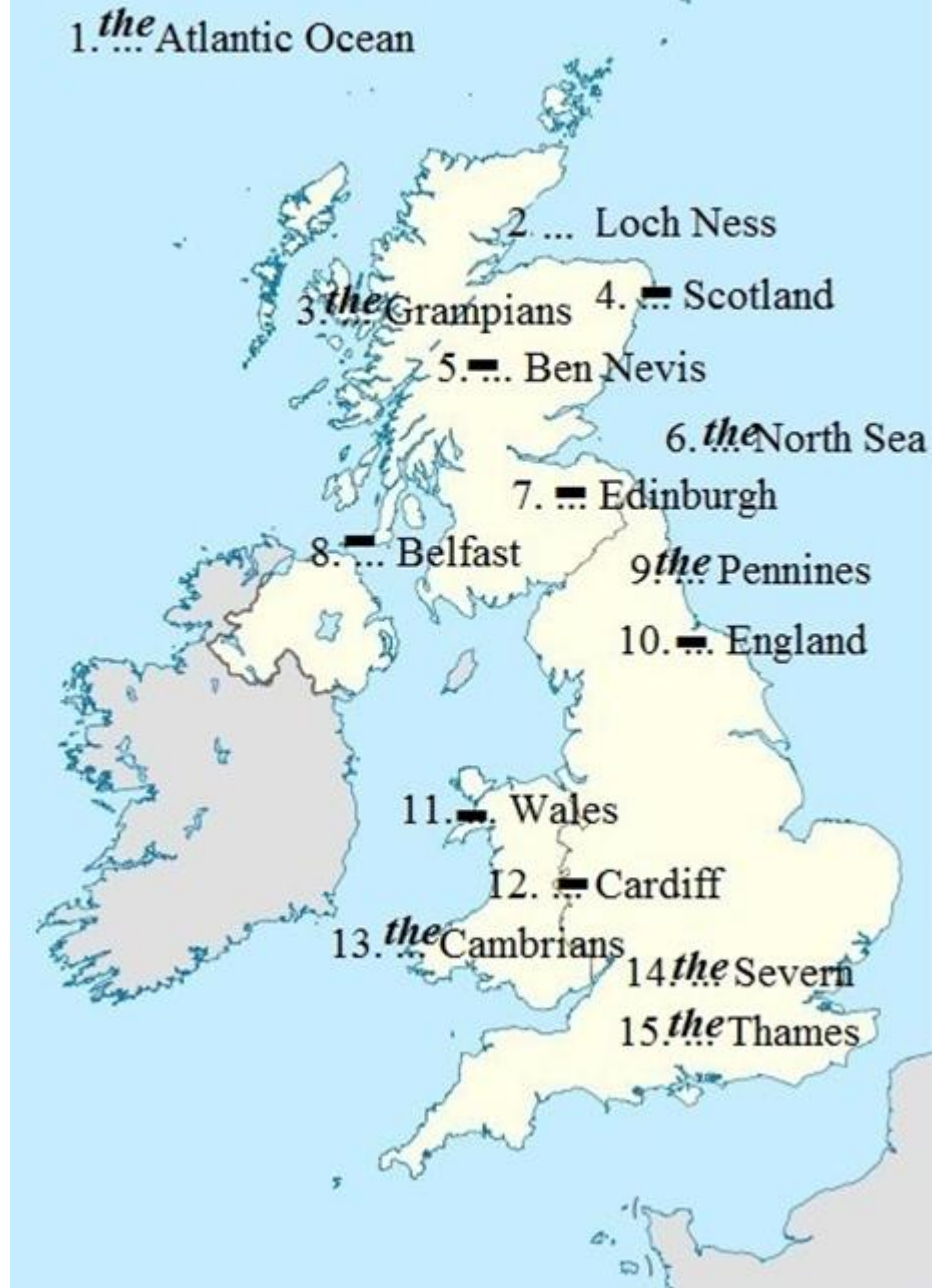 1. the ... Atlantic Ocean
2 ... Loch Ness
3. the ... Grampians
4. – ... Scotland
5. – ... Ben Nevis
6. the ... North Sea
7. – ... Edinburgh
8. – ... Belfast
9. the ... Pennines
10. – ... England
11. – ... Wales
12. – ... Cardiff
13. the ... Cambrians
14. the ... Severn
15. the ... Thames